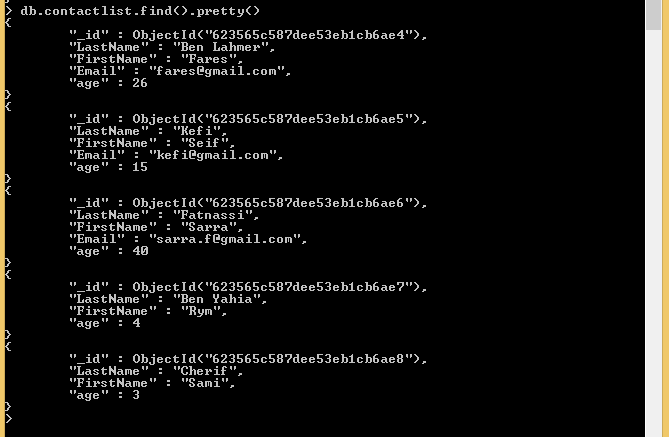 > db.contactlist.find().pretty()
{
"_id" : ObjectId("623565c587dee53eb1cb6ae4"),
"LastName" : "Ben Lahmer",
"FirstName" : "Fares",
"Email" : "fares@gmail.com",
"age" : 26
}
{
"_id" : ObjectId("623565c587dee53eb1cb6ae5"),
"LastName" : "Kefi",
"FirstName" : "Seif",
"Email" : "kefi@gmail.com",
"age" : 15
}
{
"_id" : ObjectId("623565c587dee53eb1cb6ae6"),
"LastName" : "Fatnassi",
"FirstName" : "Sarra",
"Email" : "sarra.f@gmail.com",
"age" : 40
}
{
"_id" : ObjectId("623565c587dee53eb1cb6ae7"),
"LastName" : "Ben Yahia",
"FirstName" : "Rym",
"age" : 4
}
{
"_id" : ObjectId("623565c587dee53eb1cb6ae8"),
"LastName" : "Cherif",
"FirstName" : "Sami",
"age" : 3
}
>